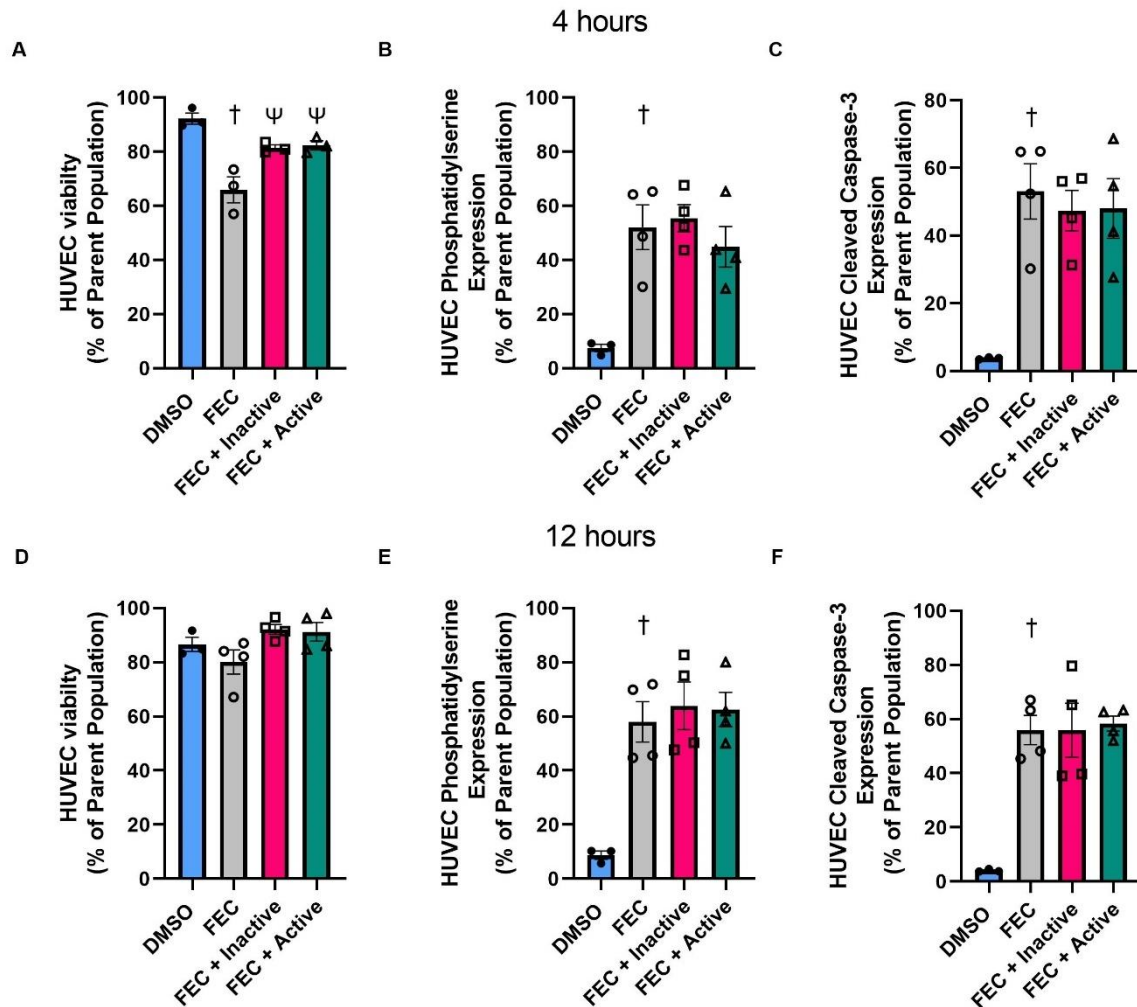 4 hours
A
B
C
HUVEC viabilty
(% of Parent Population)
100
80
60
40
20
0
† Ψ Ψ
DMSO
FEC
FEC + Inactive
FEC + Active
HUVEC Phosphatidylserine
Expression
(% of Parent Population)
100
80
60
40
20
0
†
DMSO
FEC
FEC + Inactive
FEC + Active
HUVEC Cleaved Caspase-3
Expression
(% of Parent Population)
80
60
40
20
0
†
DMSO
FEC
FEC + Inactive
FEC + Active
12 hours
D
E
F
HUVEC viabilty
(% of Parent Population)
100
80
60
40
20
0
DMSO
FEC
FEC + Inactive
FEC + Active
HUVEC Phosphatidylserine
Expression
(% of Parent Population)
100
80
60
40
20
0
†
DMSO
FEC
FEC + Inactive
FEC + Active
HUVEC Cleaved Caspase-3
Expression
(% of Parent Population)
100
80
60
40
20
0
†
DMSO
FEC
FEC + Inactive
FEC + Active